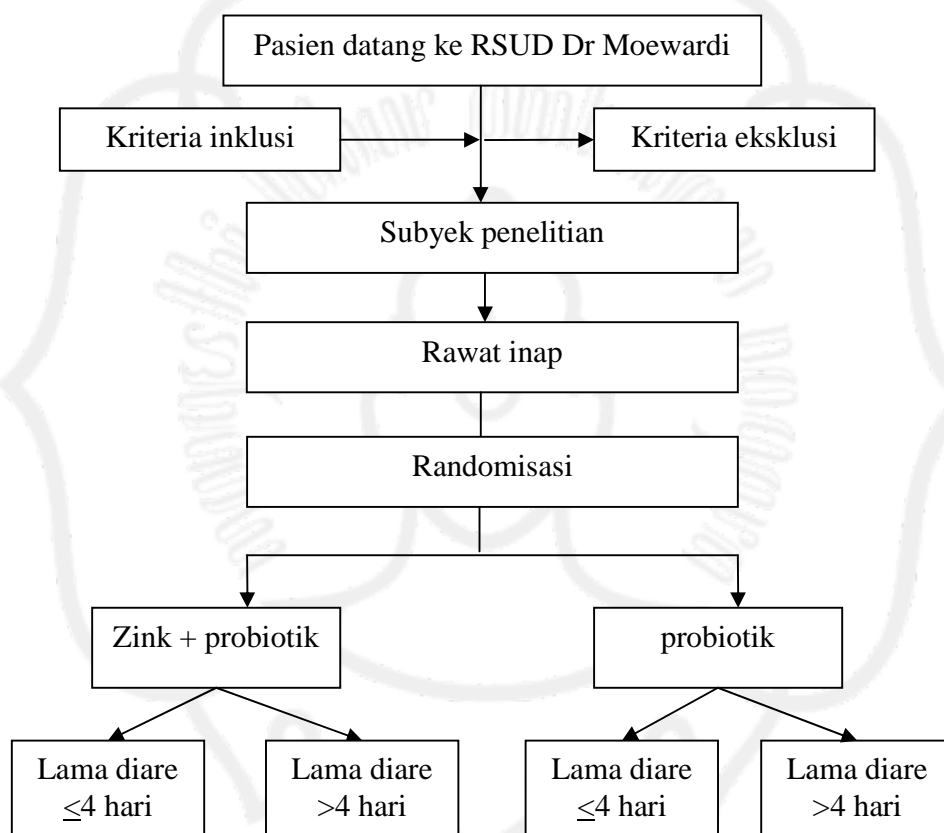 Pasien datang ke RSUD Dr Moewardi
Kriteria inklusi
Kriteria eksklusi
Subyek penelitian
Rawat inap
Randomisasi
Zink + probiotik
probiotik
Lama diare
≤4 hari
Lama diare
>4 hari
Lama diare
≤4 hari
Lama diare
>4 hari